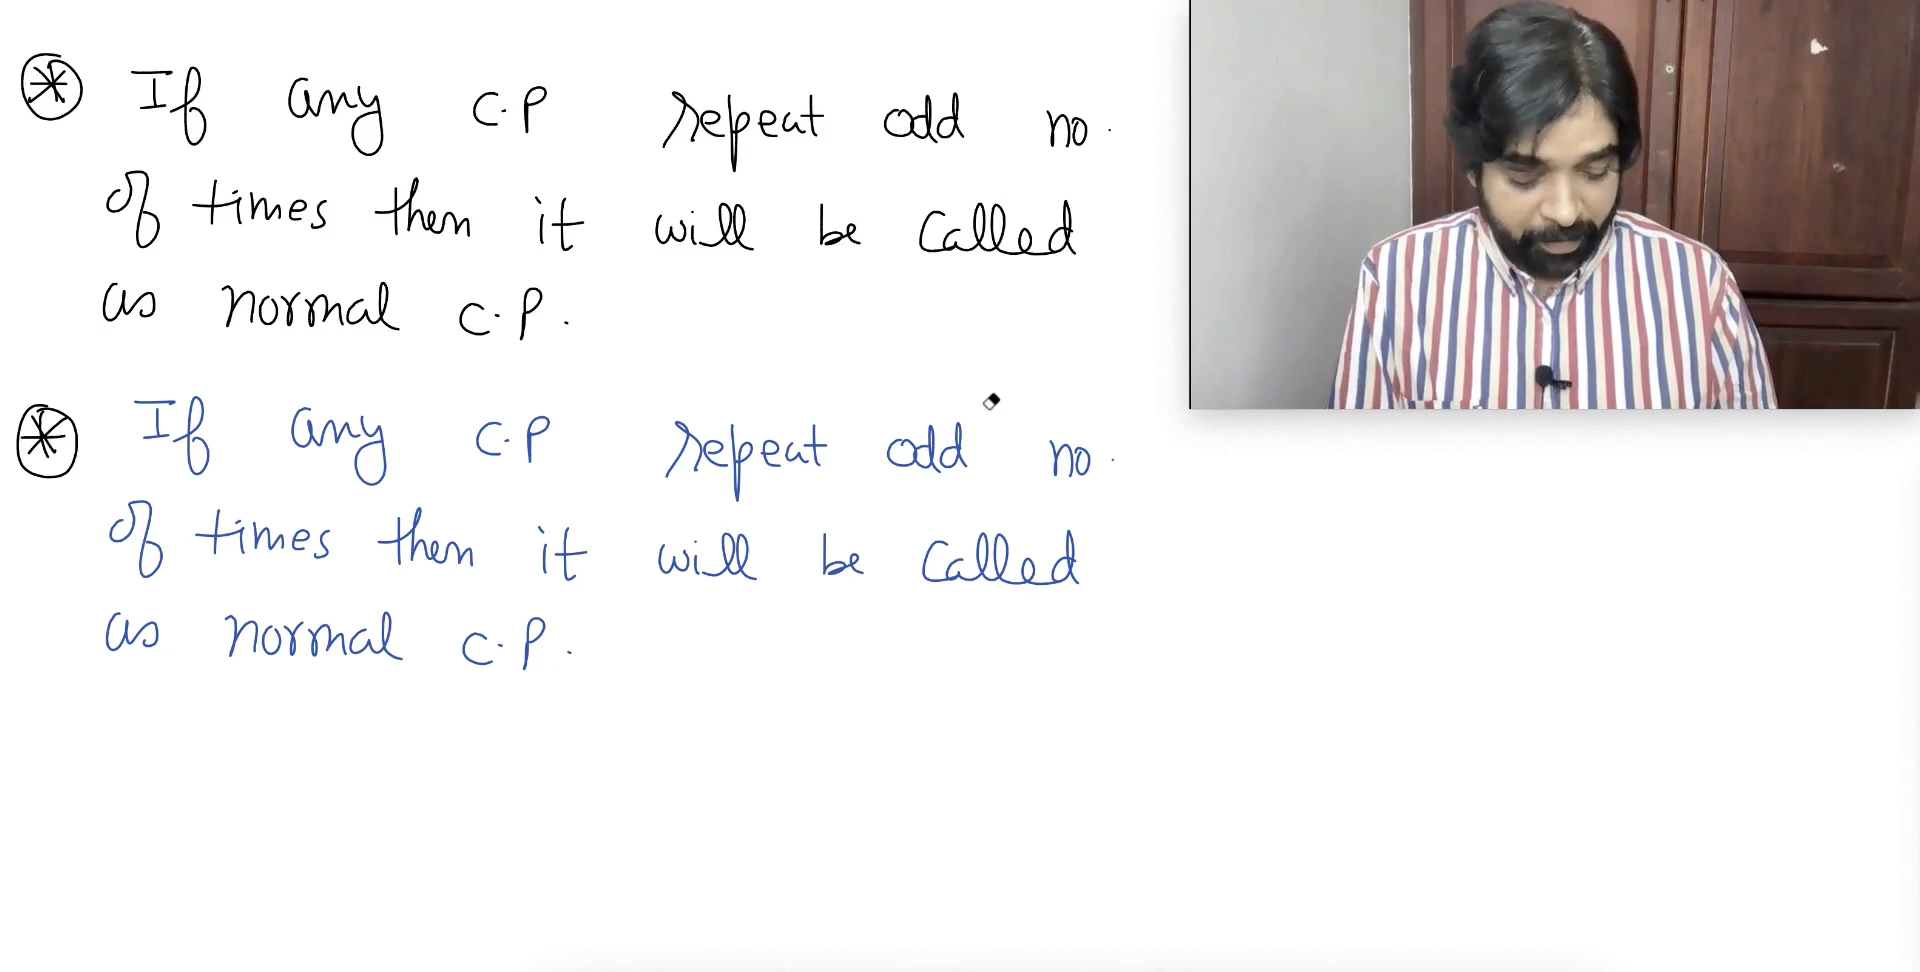 If any C.P repeat odd no.
of times then it will be Called
as normal C.P.
If any C.P repeat odd no.
of times then it will be Called
as normal C.P.